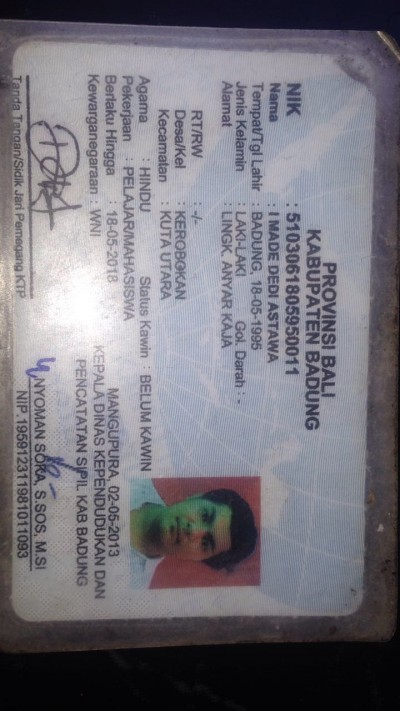 PROVINSI BALI
KABUPATEN BADUNG
NIK : 5103061805950011
Nama : I MADE DEDI ASTAWA
Tempat/Tgl Lahir : BADUNG, 18-05-1995
Jenis Kelamin : LAKI-LAKI Gol. Darah : -
Alamat : LINGK. ANYAR KAJA
RT/RW : -/-
Desa/Kel : KEROBOKAN
Kecamatan : KUTA UTARA
Agama : HINDU Status Kawin : BELUM KAWIN
Pekerjaan : PELAJAR/MAHASISWA
Berlaku Hingga : 18-05-2018
Kewarganegaraan : WNI
MANGUPURA, 02-05-2013
KEPALA DINAS KEPENDUDUKAN DAN
PENCATATAN SIPIL KAB BADUNG
NYOMAN SOKA, S.SOS, M.SI
NIP.195912311981011093
Tanda Tangan/Sidik Jari Pemegang KTP